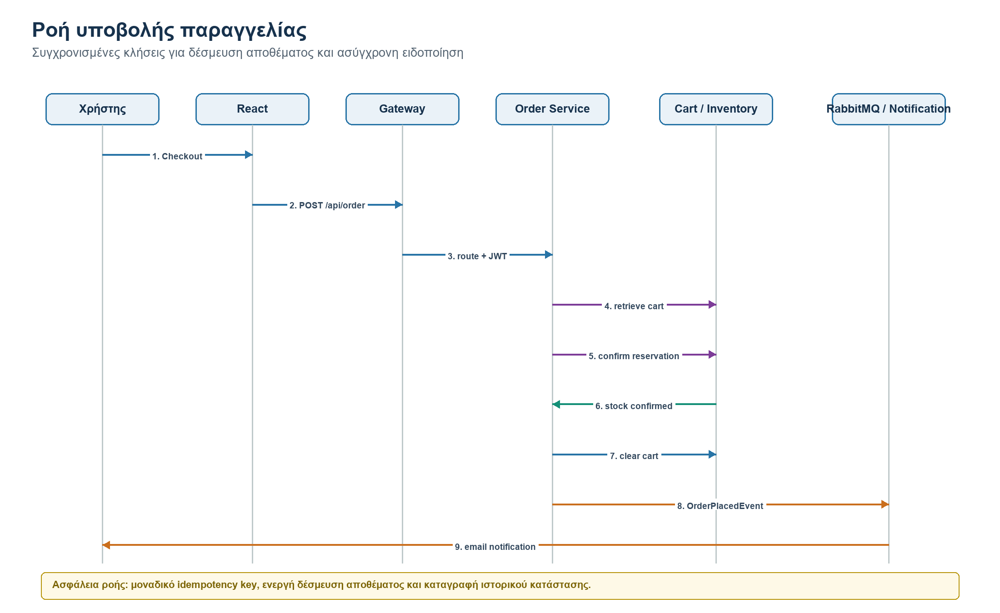 Ροή υποβολής παραγγελίας
Συγχρονισμένες κλήσεις για δέσμευση αποθέματος και ασύγχρονη ειδοποίηση
Χρήστης
React
Gateway
Order Service
Cart / Inventory
RabbitMQ / Notification
1. Checkout
2. POST /api/order
3. route + JWT
4. retrieve cart
5. confirm reservation
6. stock confirmed
7. clear cart
8. OrderPlacedEvent
9. email notification
Ασφάλεια ροής: μοναδικό idempotency key, ενεργή δέσμευση αποθέματος και καταγραφή ιστορικού κατάστασης.